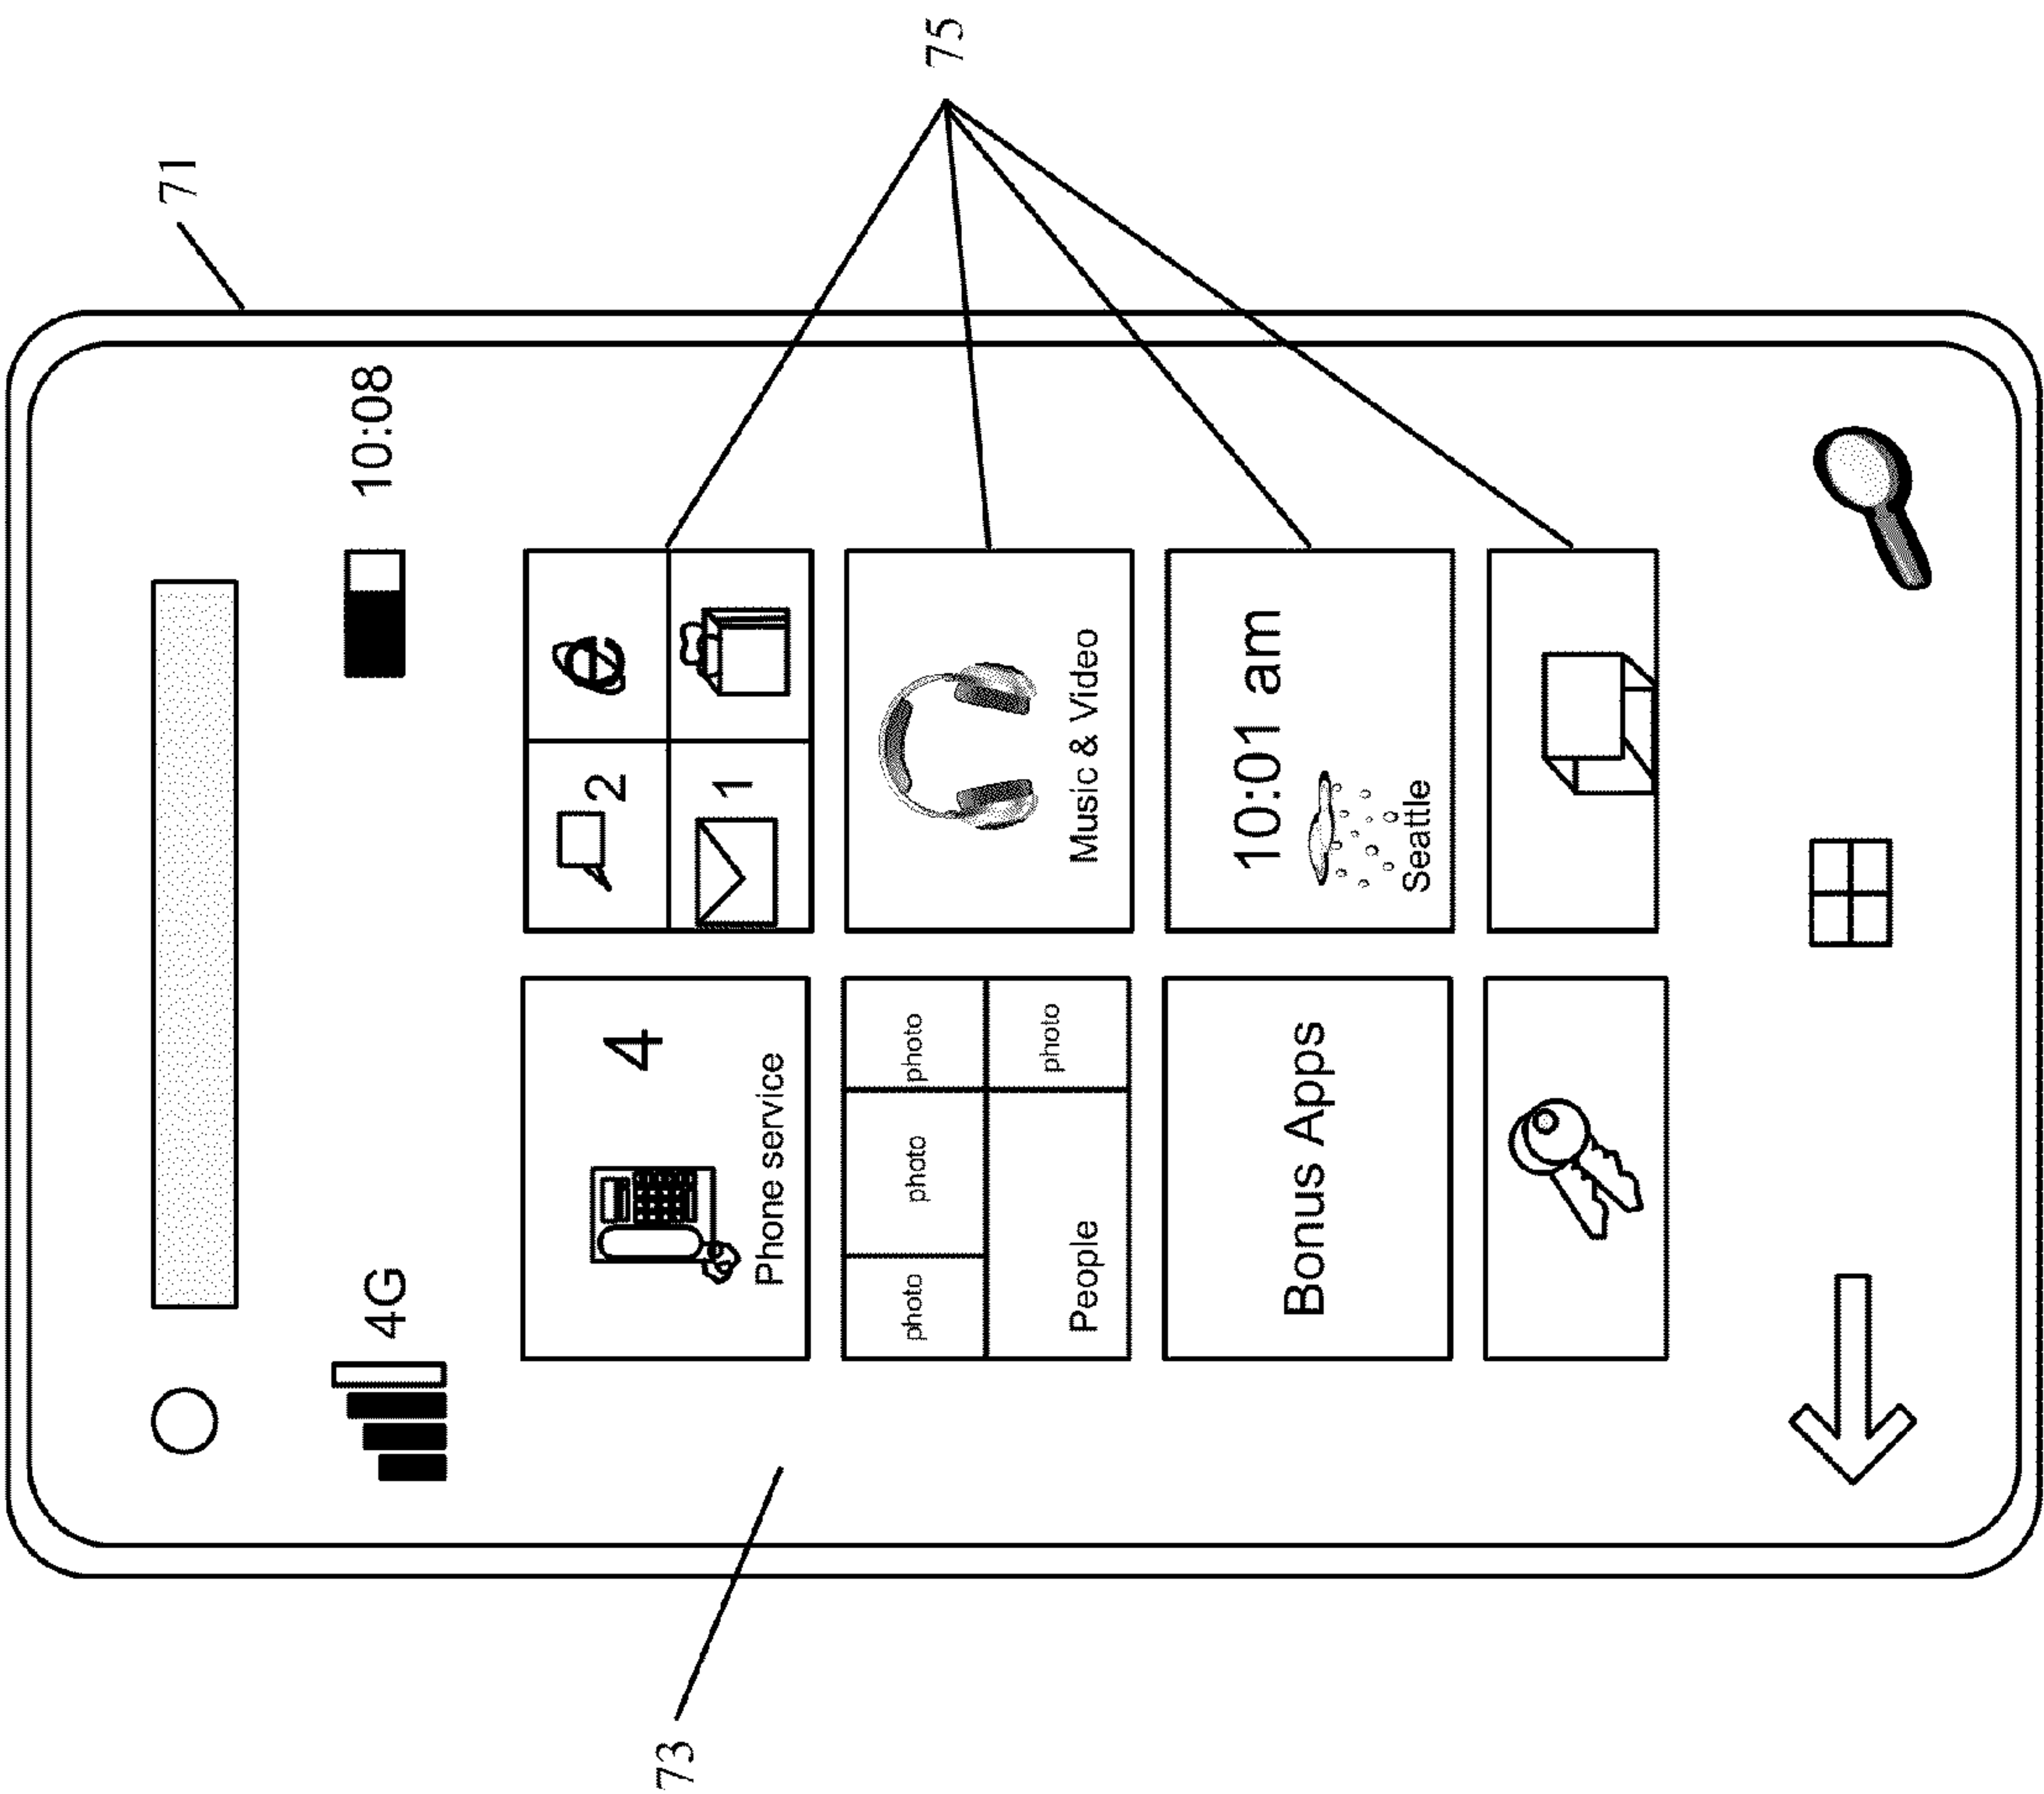 71
75
4G
10:08
4
Phone service
2
1
photo
photo
photo
photo
People
Music & Video
Bonus Apps
10:01 am
Seattle
73